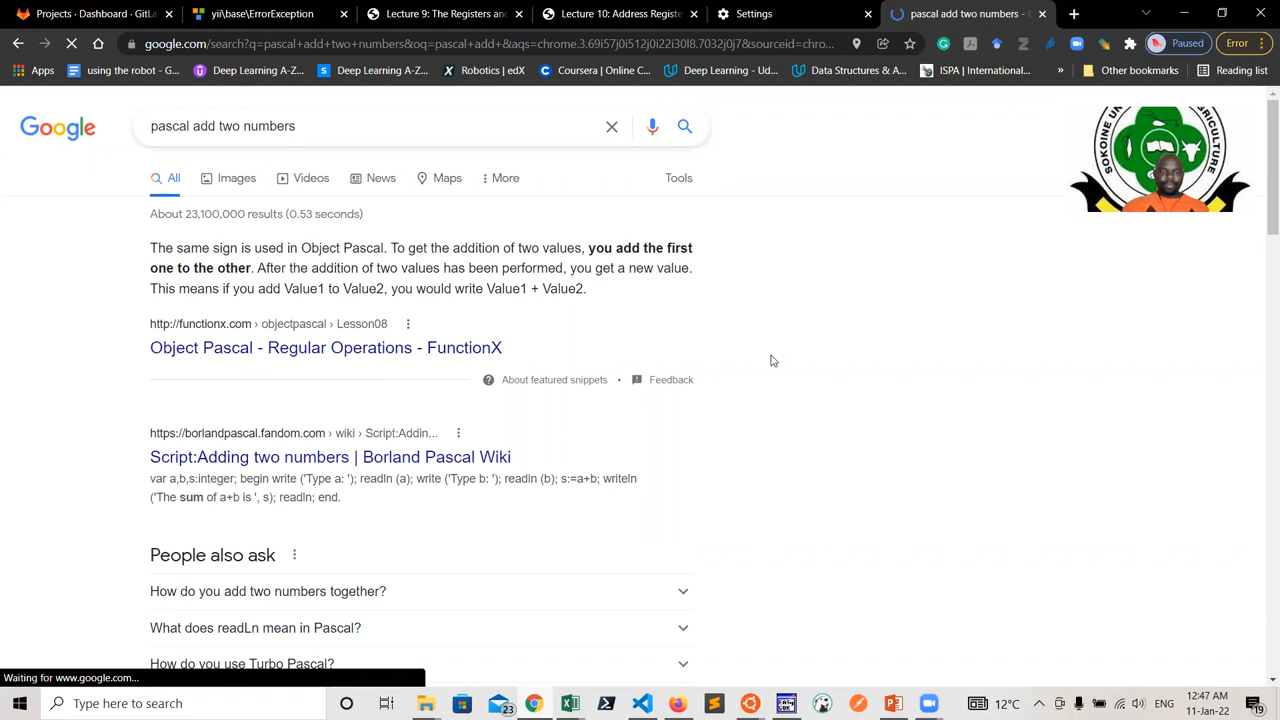 Projects · Dashboard · GitLa
yii\base\ErrorException
Lecture 9: The Registers and
Lecture 10: Address Registe
Settings
pascal add two numbers - G
google.com/search?q=pascal+add+two+numbers&oq=pascal+add+&aqs=chrome.3.69i57j0i512j0i22i30l8.7032j0j7&sourceid=chro...
Paused
Error
Apps
using the robot - G...
Deep Learning A-Z...
Deep Learning A-Z...
Robotics | edX
Coursera | Online C...
Deep Learning - Ud...
Data Structures & A...
ISPA | International...
Other bookmarks
Reading list
Google
pascal add two numbers
SOKOINE UNIVERSITY
AGRICULTURE
All
Images
Videos
News
Maps
More
Tools
About 23,100,000 results (0.53 seconds)
The same sign is used in Object Pascal. To get the addition of two values, you add the first
one to the other. After the addition of two values has been performed, you get a new value.
This means if you add Value1 to Value2, you would write Value1 + Value2.
http://functionx.com › objectpascal › Lesson08
Object Pascal - Regular Operations - FunctionX
About featured snippets • Feedback
https://borlandpascal.fandom.com › wiki › Script:Addin...
Script:Adding two numbers | Borland Pascal Wiki
var a,b,s:integer; begin write ('Type a: '); readln (a); write ('Type b: '); readln (b); s:=a+b; writeln
('The sum of a+b is ', s); readln; end.
People also ask
How do you add two numbers together?
What does readLn mean in Pascal?
How do you use Turbo Pascal?
Waiting for www.google.com...
Type here to search
23
12°C
ENG
12:47 AM
11-Jan-22
19